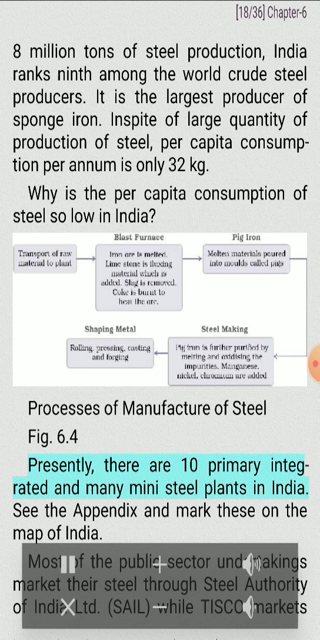 [18/36] Chapter-6
8 million tons of steel production, India
ranks ninth among the world crude steel
producers. It is the largest producer of
sponge iron. Inspite of large quantity of
production of steel, per capita consump-
tion per annum is only 32 kg.
Why is the per capita consumption of
steel so low in India?
Blast Furnace
Pig Iron
Transport of raw
material to plant
Iron ore is melted.
Lime stone is fluxing
material which is
added. Slag is removed.
Coke is burnt to
heat the ore.
Molten materials poured
into moulds called pigs
Shaping Metal
Steel Making
Rolling, pressing, casting
and forging
Pig iron is further purified by
melting and oxidising the
impurities. Manganese,
nickel, chromium are added
Processes of Manufacture of Steel
Fig. 6.4
Presently, there are 10 primary integ-
rated and many mini steel plants in India.
See the Appendix and mark these on the
map of India.
Most of the public sector undertakings
market their steel through Steel Authority
of India Ltd. (SAIL) while TISCO markets